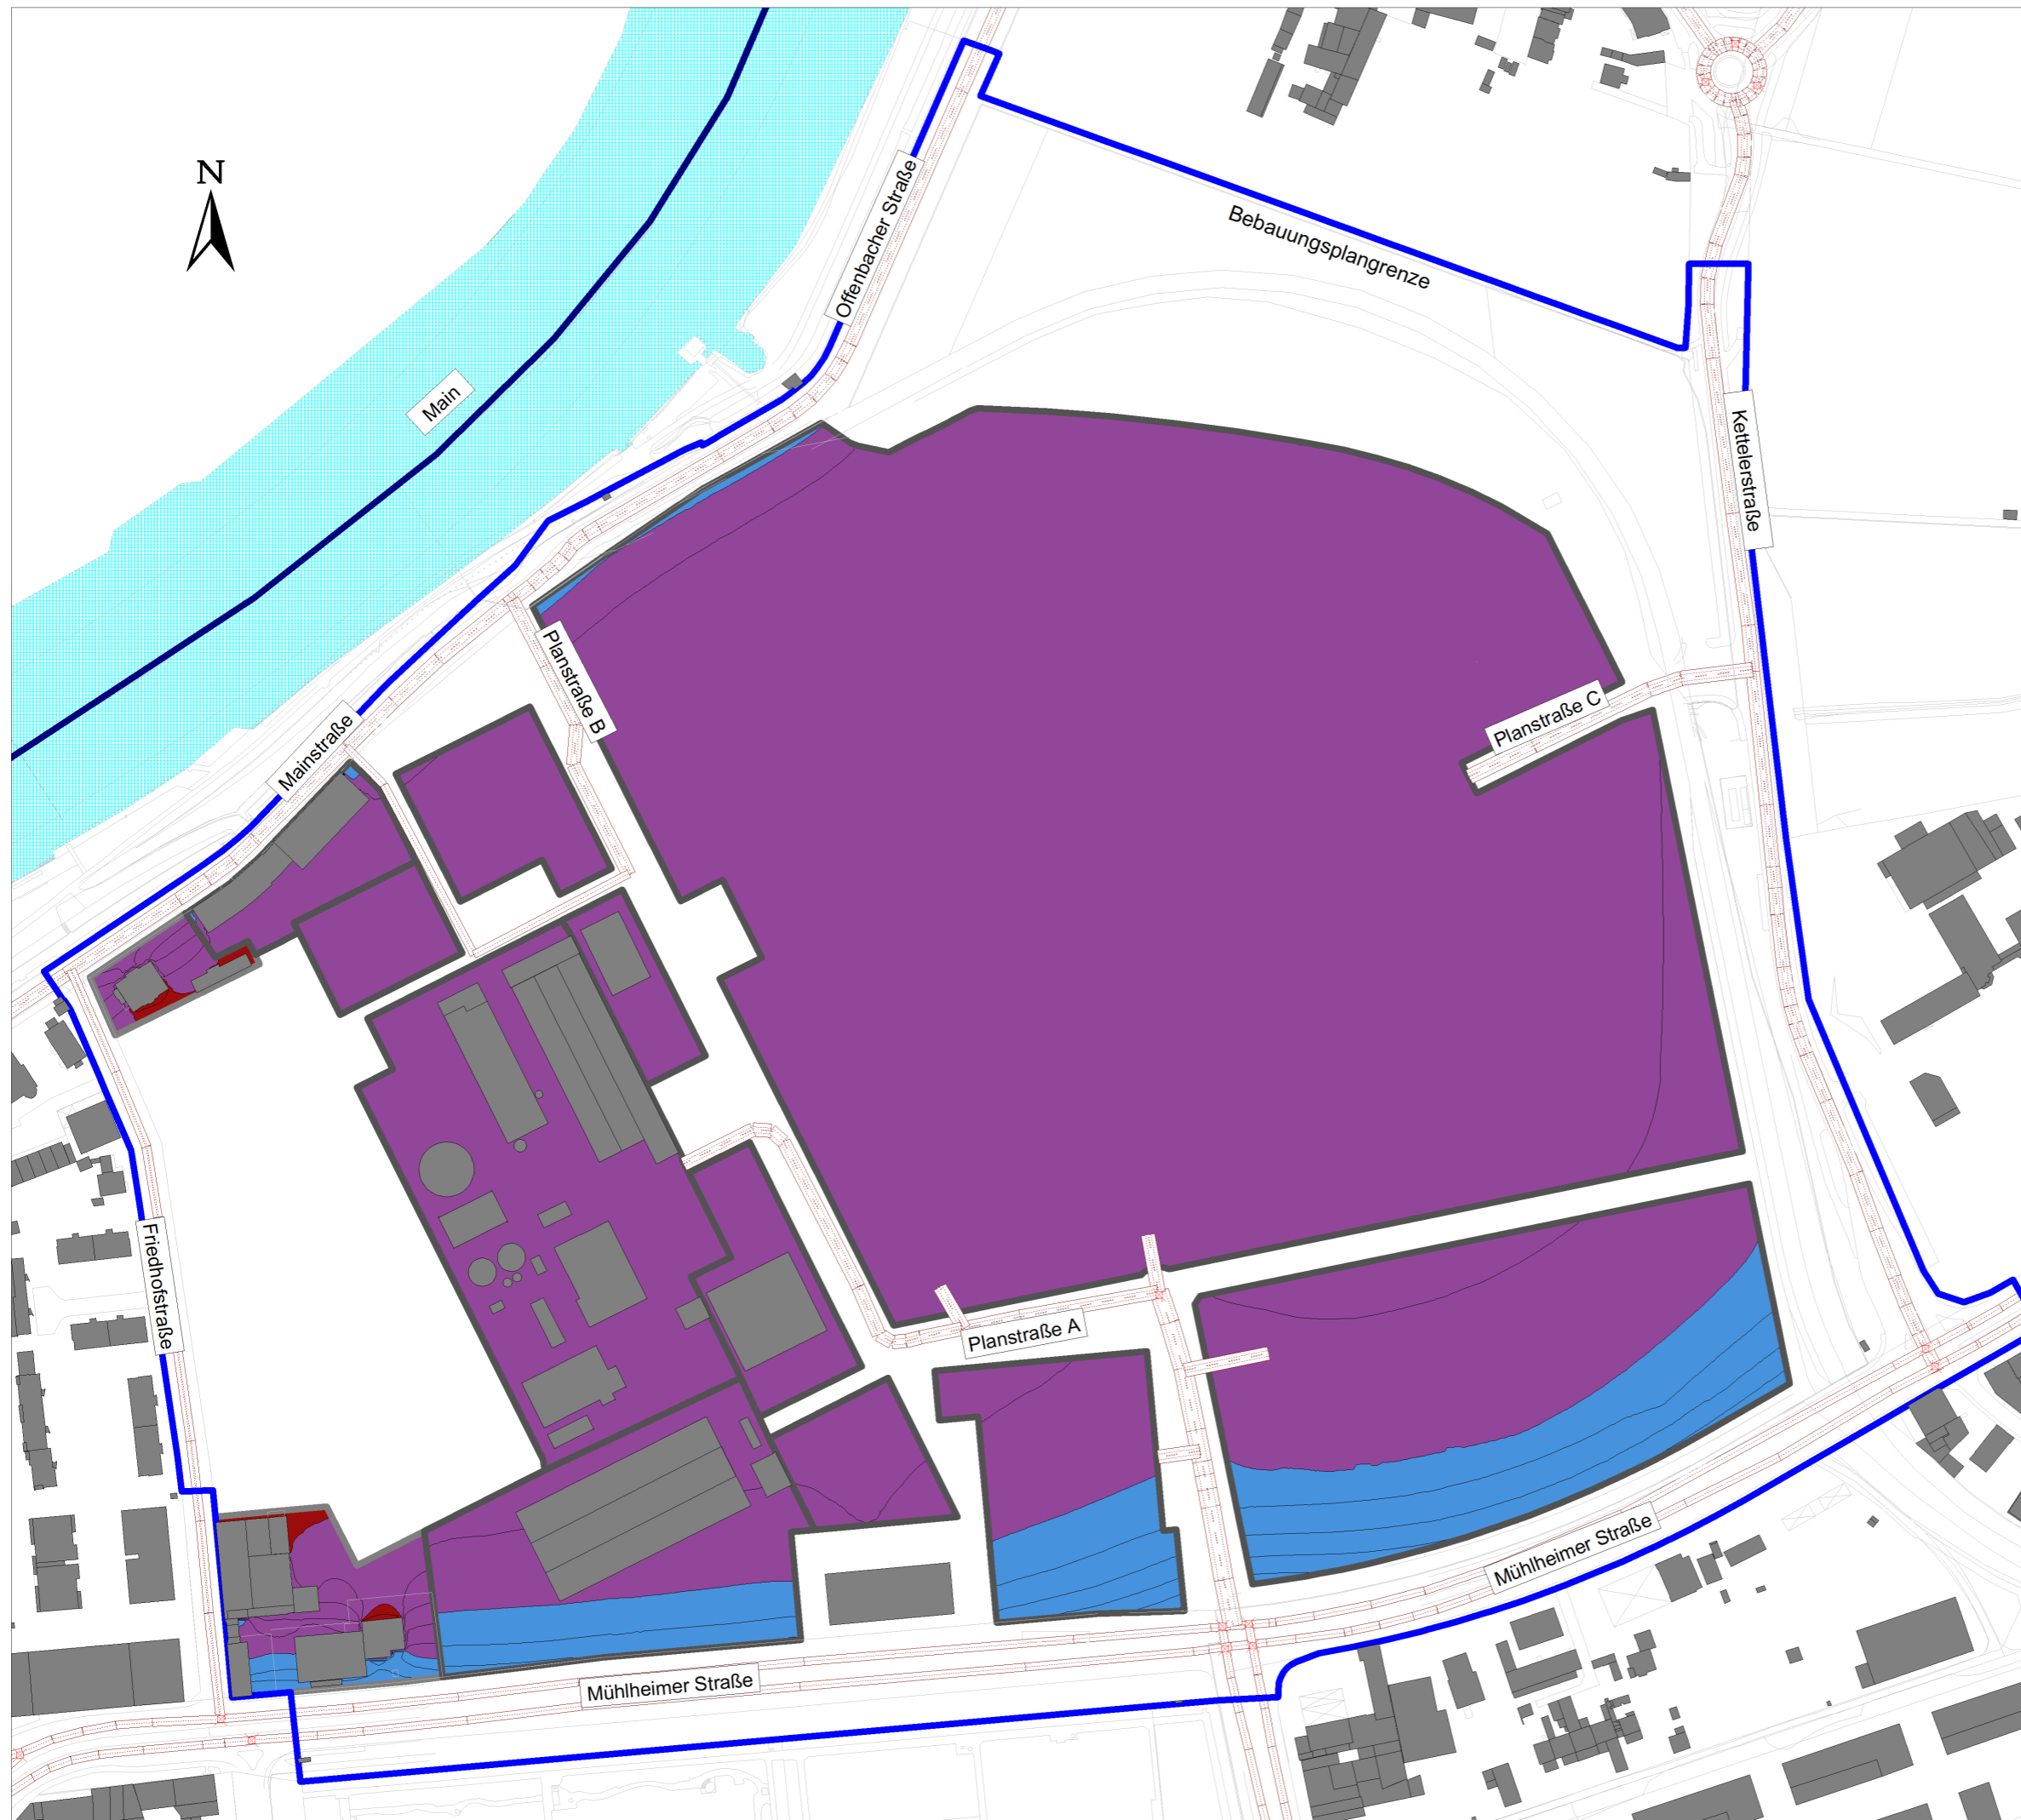 N
Offenbacher Straße
Bebauungsplangrenze
Main
Kettelerstraße
Planstraße B
Planstraße C
Mainstraße
Friedhofstraße
Planstraße A
Mühlheimer Straße
Mühlheimer Straße